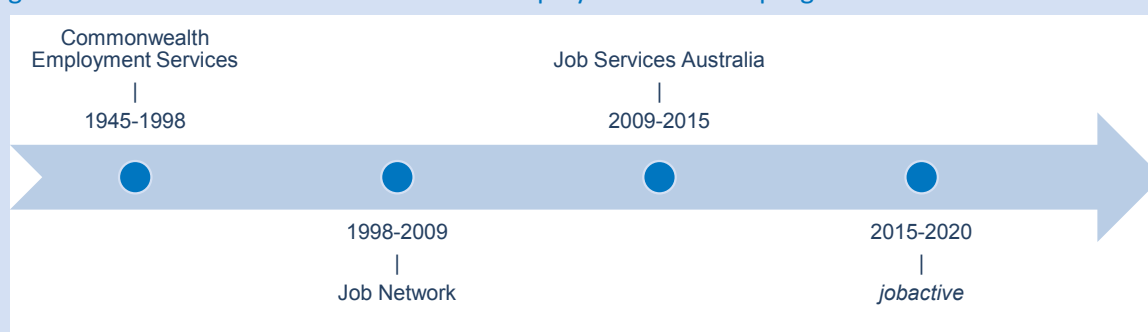 Commonwealth
Employment Services
|
1945-1998
Job Services Australia
|
2009-2015
1998-2009
|
Job Network
2015-2020
|
jobactive